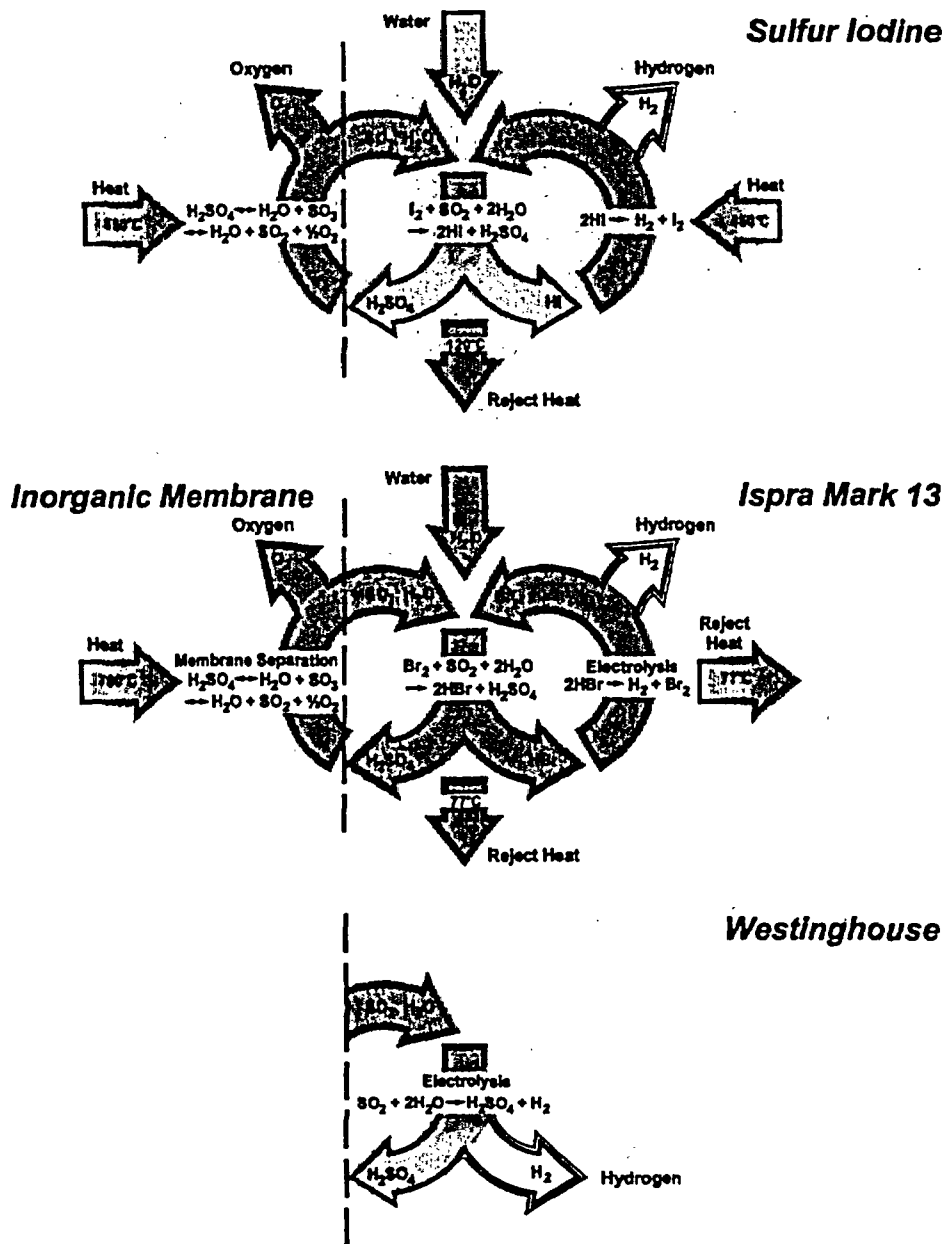 Sulfur Iodine
Water
H₂O
Oxygen
Hydrogen
H₂
Heat
H₂SO₄ ↔ H₂O + SO₃
↔ H₂O + SO₂ + ½O₂
I₂ + SO₂ + 2H₂O
→ 2HI + H₂SO₄
2HI → H₂ + I₂
Heat
H₂SO₄
HI
120°C
Reject Heat
Inorganic Membrane
Ispra Mark 13
Water
H₂O
Oxygen
Hydrogen
H₂
Heat
Membrane Separation
H₂SO₄ ↔ H₂O + SO₃
↔ H₂O + SO₂ + ½O₂
Br₂ + SO₂ + 2H₂O
→ 2HBr + H₂SO₄
Electrolysis
2HBr → H₂ + Br₂
Reject
Heat
77°C
H₂SO₄
77°C
Reject Heat
Westinghouse
Electrolysis
SO₂ + 2H₂O → H₂SO₄ + H₂
H₂SO₄
H₂
Hydrogen